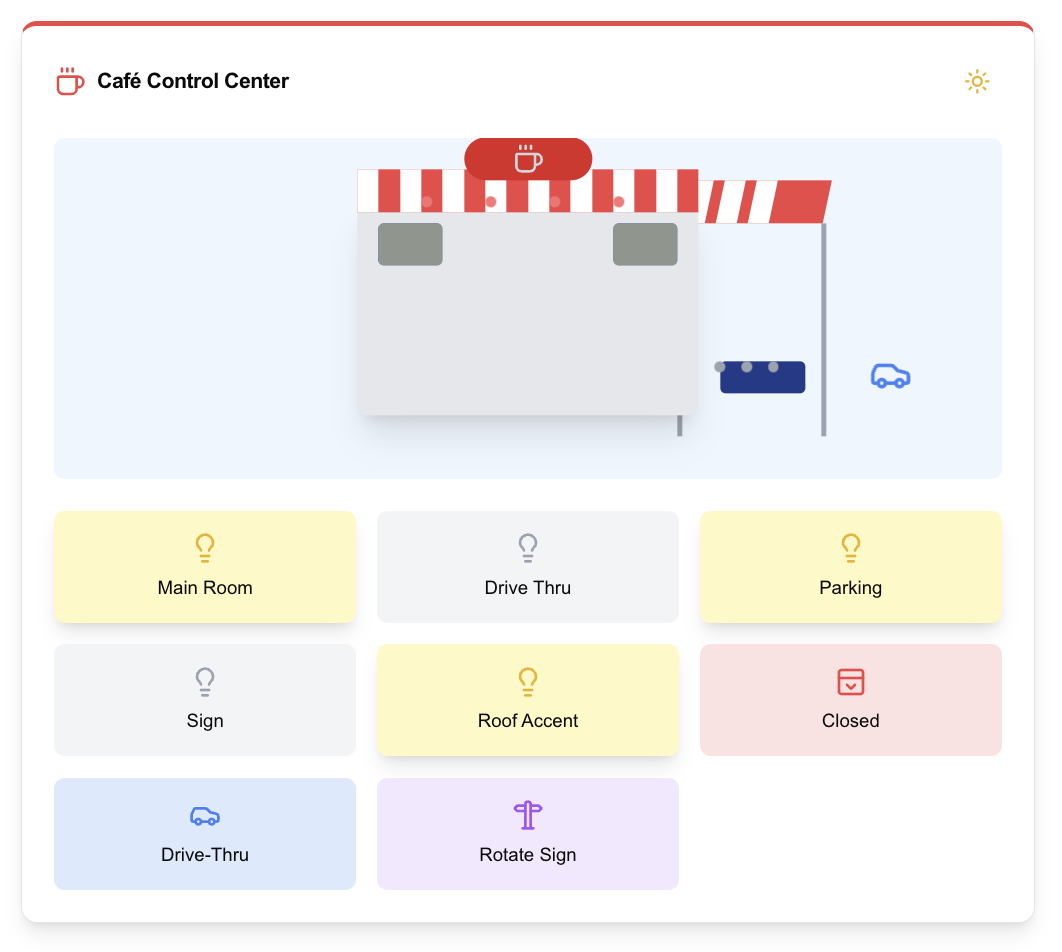 Café Control Center
Main Room
Drive Thru
Parking
Sign
Roof Accent
Closed
Drive-Thru
Rotate Sign